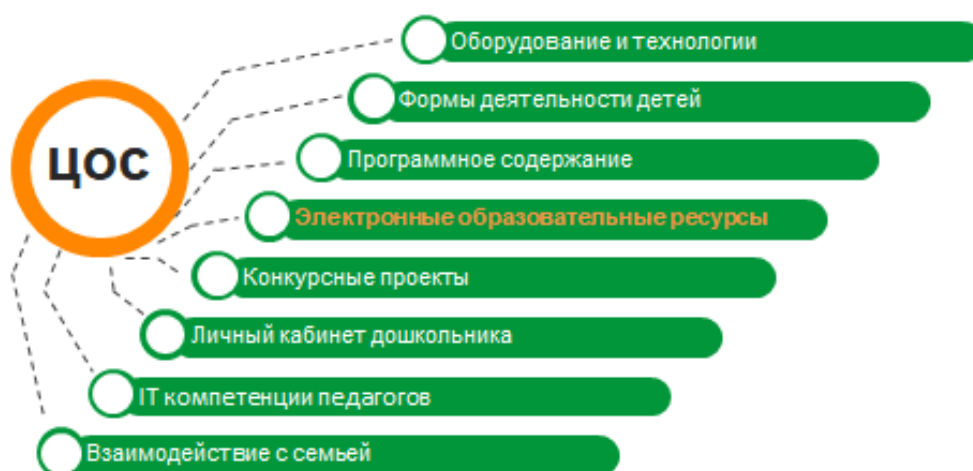 Оборудование и технологии
Формы деятельности детей
ЦОС
Программное содержание
Электронные образовательные ресурсы
Конкурсные проекты
Личный кабинет дошкольника
IT компетенции педагогов
Взаимодействие с семьей